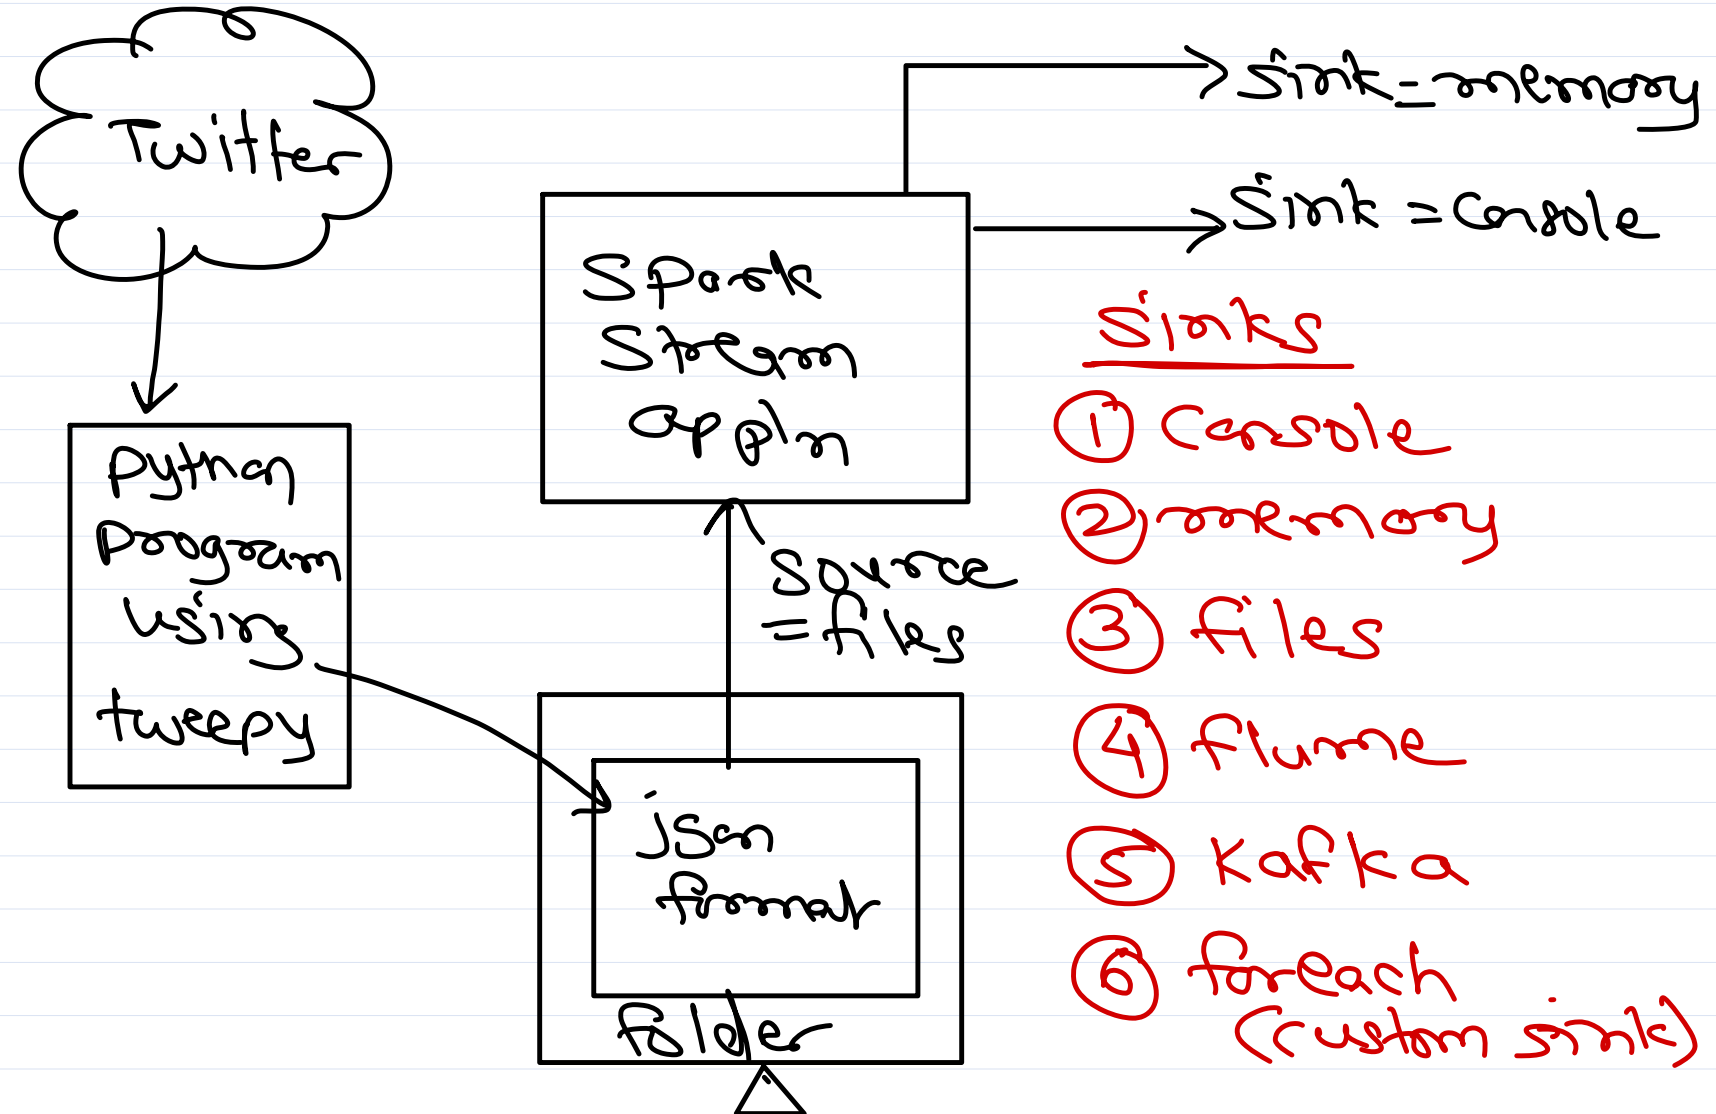 Twitter
python
program
using
tweepy
Spark
Stream
appln
source
= files
json
format
folder
sink = memory
sink = console
Sinks
1 Console
2 memory
3 files
4 flume
5 Kafka
6 foreach
(custom sink)